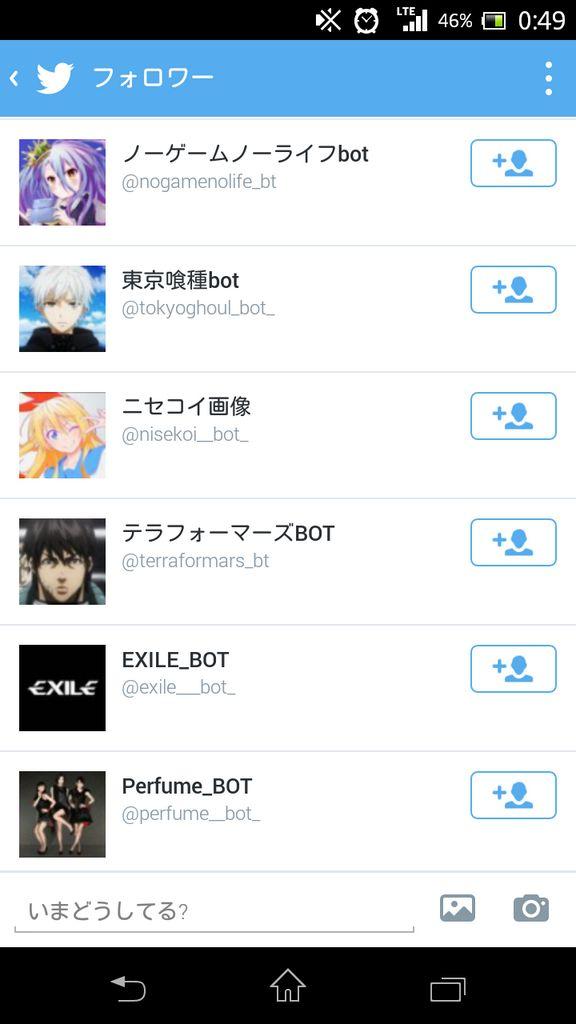 LTE 46% 0:49
フォロワー
ノーゲームノーライフbot
@nogamenolife_bt
東京喰種bot
@tokyoghoul_bot_
ニセコイ画像
@nisekoi__bot_
テラフォーマーズBOT
@terraformars_bt
EXILE
EXILE_BOT
@exile___bot_
Perfume_BOT
@perfume__bot_
いまどうしてる?